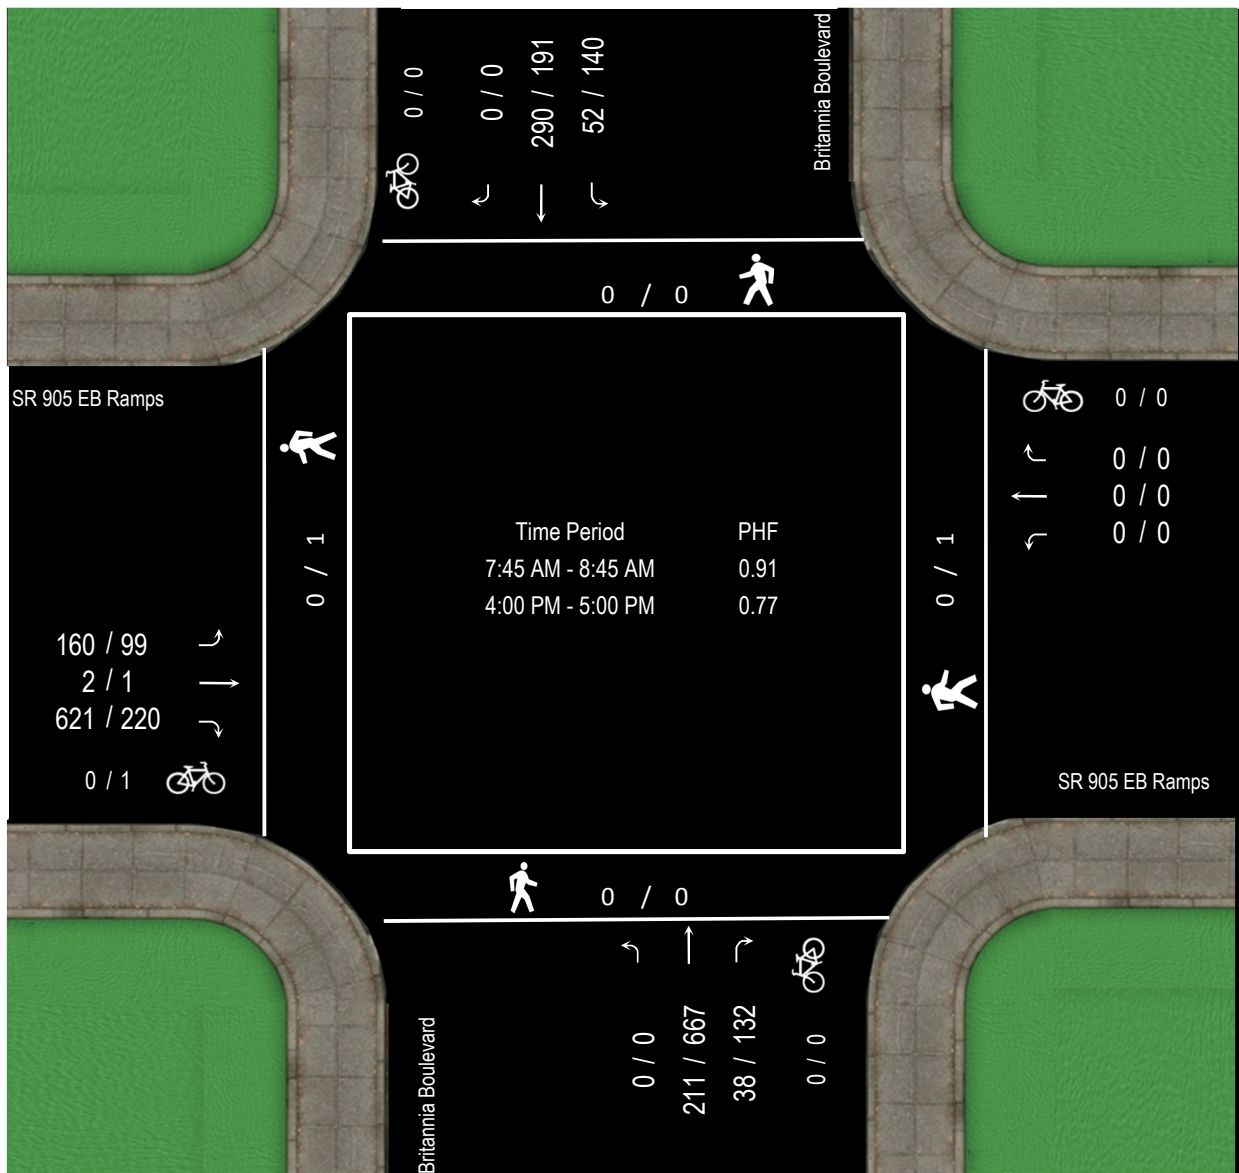 0 / 0
0 / 0
290 / 191
52 / 140
Britannia Boulevard
0 / 0
SR 905 EB Ramps
0 / 0
0 / 0
0 / 0
0 / 0
0 / 1
Time Period PHF
7:45 AM - 8:45 AM 0.91
4:00 PM - 5:00 PM 0.77
0 / 1
160 / 99
2 / 1
621 / 220
0 / 1
SR 905 EB Ramps
0 / 0
Britannia Boulevard
0 / 0
211 / 667
38 / 132
0 / 0